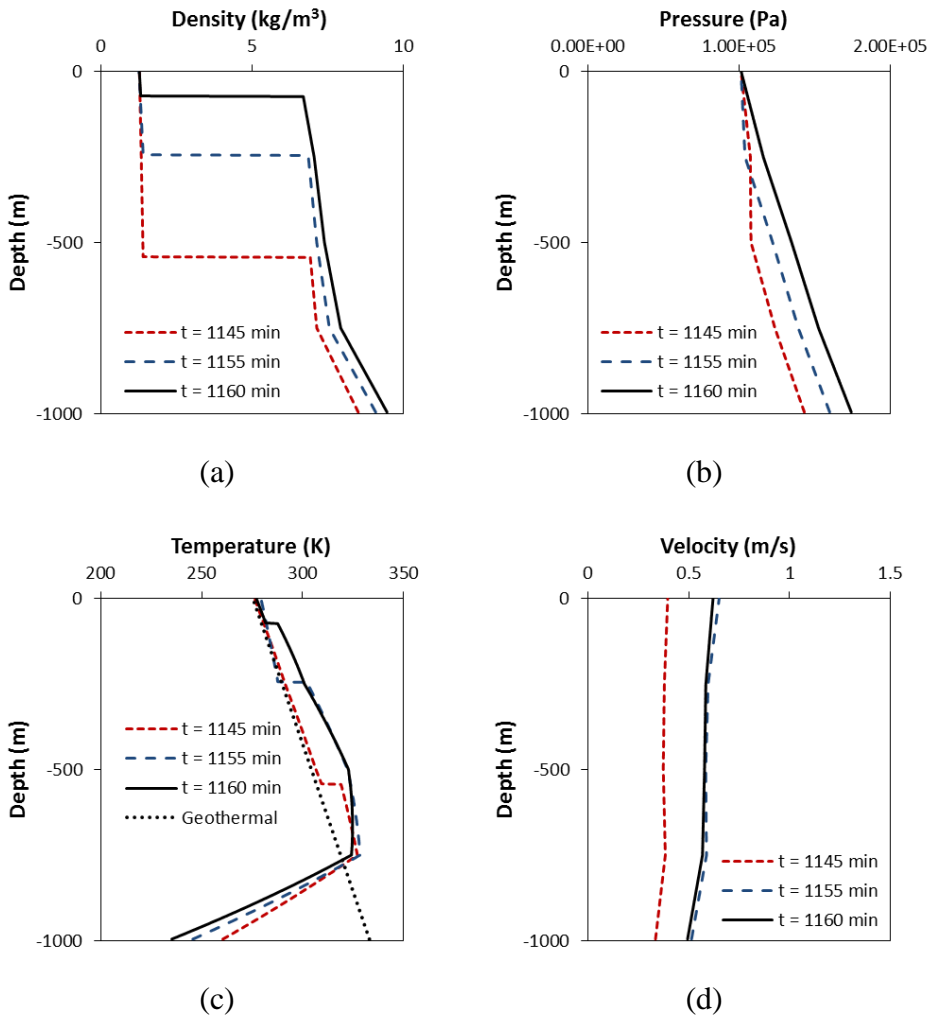 Density (kg/m³)
0 5 10
0
-500
-1000
Depth (m)
t = 1145 min
t = 1155 min
t = 1160 min
(a)
Pressure (Pa)
0.00E+00 1.00E+05 2.00E+05
0
-500
-1000
Depth (m)
t = 1145 min
t = 1155 min
t = 1160 min
(b)
Temperature (K)
200 250 300 350
0
-500
-1000
Depth (m)
t = 1145 min
t = 1155 min
t = 1160 min
Geothermal
(c)
Velocity (m/s)
0 0.5 1 1.5
0
-500
-1000
Depth (m)
t = 1145 min
t = 1155 min
t = 1160 min
(d)